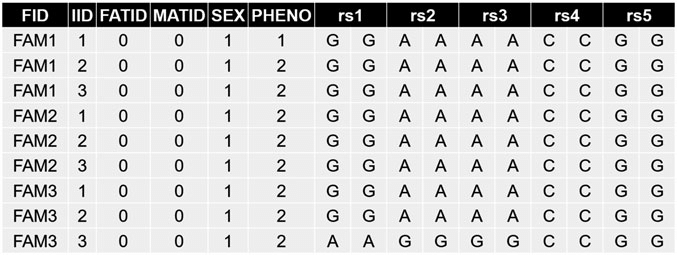 FID IID FATID MATID SEX PHENO rs1 rs2 rs3 rs4 rs5
FAM1 1 0 0 1 1 G G A A A A C C G G
FAM1 2 0 0 1 2 G G A A A A C C G G
FAM1 3 0 0 1 2 G G A A A A C C G G
FAM2 1 0 0 1 2 G G A A A A C C G G
FAM2 2 0 0 1 2 G G A A A A C C G G
FAM2 3 0 0 1 2 G G A A A A C C G G
FAM3 1 0 0 1 2 G G A A A A C C G G
FAM3 2 0 0 1 2 G G A A A A C C G G
FAM3 3 0 0 1 2 A A G G G G C C G G